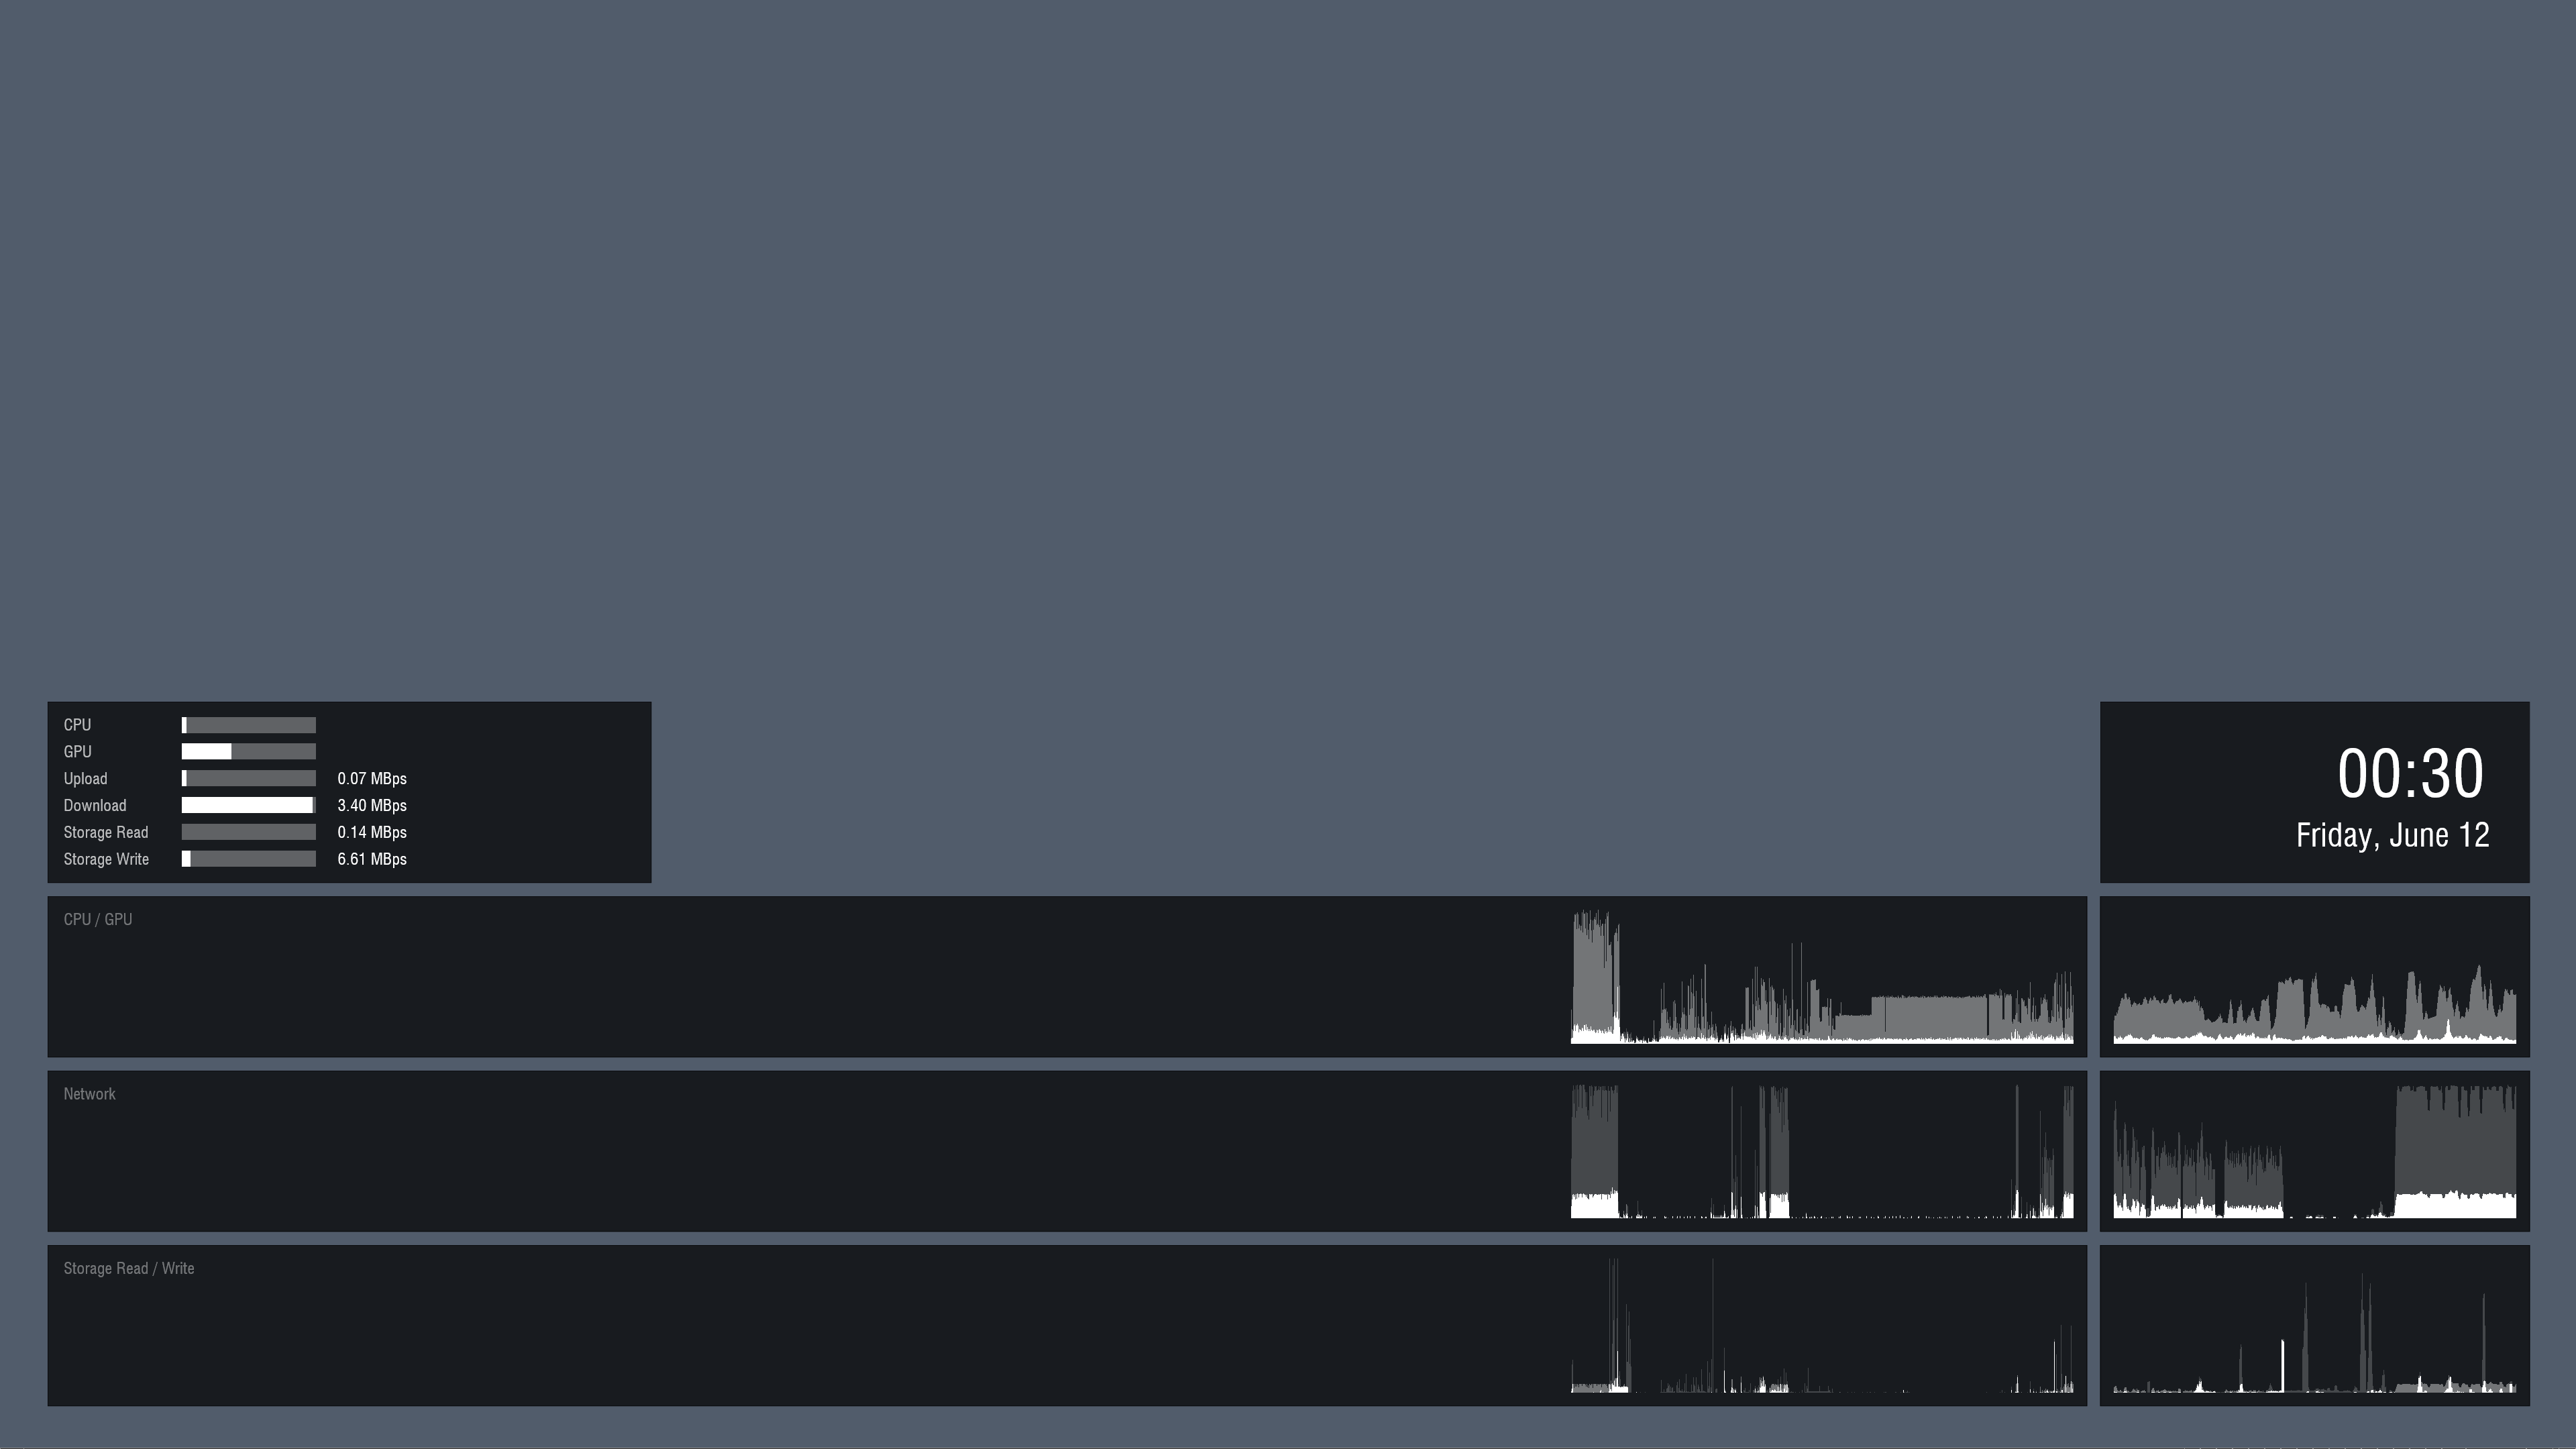 CPU
GPU
Upload 0.07 MBps
Download 3.40 MBps
Storage Read 0.14 MBps
Storage Write 6.61 MBps
00:30
Friday, June 12
CPU / GPU
Network
Storage Read / Write